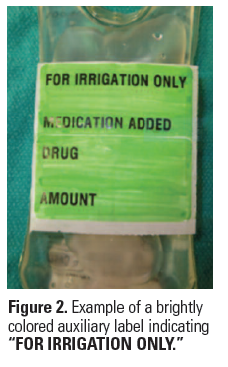 FOR IRRIGATION ONLY
MEDICATION ADDED
DRUG
AMOUNT
Figure 2. Example of a brightly
colored auxiliary label indicating
“FOR IRRIGATION ONLY.”